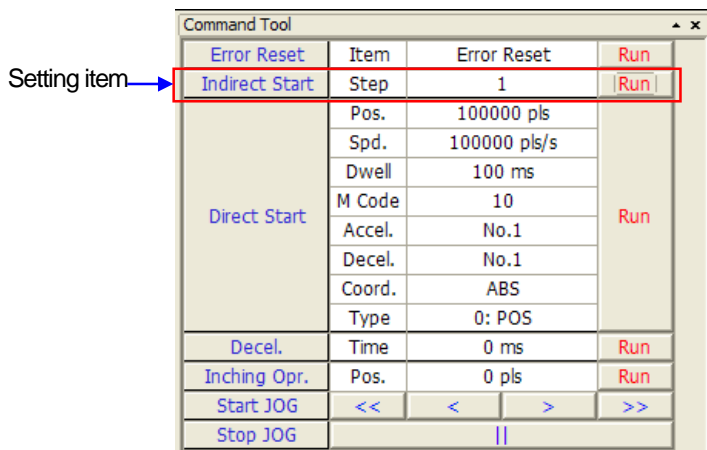 Command Tool
Error Reset Item Error Reset Run
Setting item Indirect Start Step 1 Run
Direct Start Pos. 100000 pls Run
Spd. 100000 pls/s
Dwell 100 ms
M Code 10
Accel. No.1
Decel. No.1
Coord. ABS
Type 0: POS
Decel. Time 0 ms Run
Inching Opr. Pos. 0 pls Run
Start JOG << < > >>
Stop JOG ||